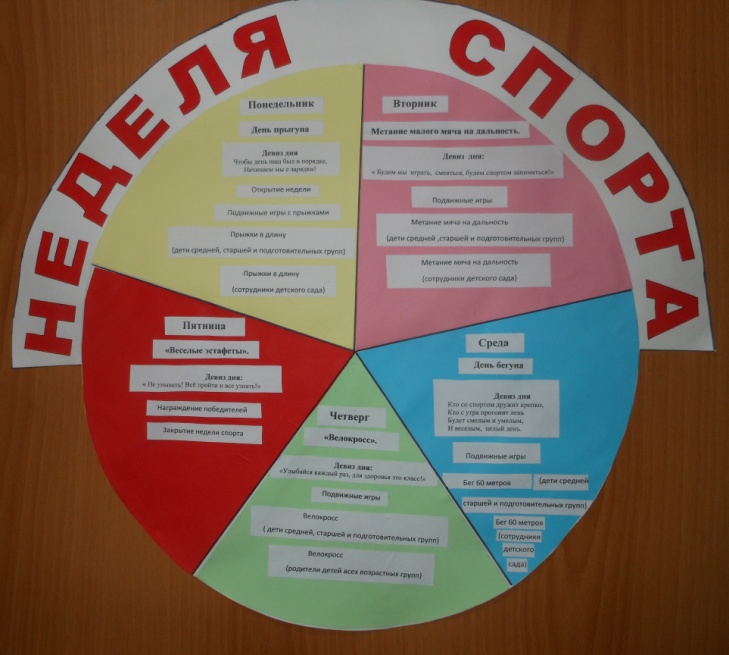 НЕДЕЛЯ СПОРТА
Понедельник
День прыгуна
Девиз дня
Чтобы день наш был в порядке,
Начинаем мы с зарядки!
Открытие недели
Подвижные игры с прыжками
Прыжки в длину
(дети средней, старшей и подготовительных групп)
Прыжки в длину
(сотрудники детского сада)
Вторник
Метание малого мяча на дальность.
Девиз дня:
« Будем мы играть, смеяться, будем спортом заниматься!»
Подвижные игры
Метание мяча на дальность
(дети средней ,старшей и подготовительных групп)
Метание мяча на дальность
(сотрудники детского сада)
Среда
День бегуна
Девиз дня
Кто со спортом дружит крепко,
Кто с утра прогонит лень
Будет смелым и умелым,
И веселым, целый день.
Подвижные игры
Бег 60 метров (дети средней
старшей и подготовительных групп)
Бег 60 метров
(сотрудники
детского
сада)
Четверг
«Велокросс».
Девиз дня:
«Улыбайся каждый раз, для здоровья это класс!»
Подвижные игры
Велокросс
( дети средней, старшей и подготовительных групп)
Велокросс
(родители детей всех возрастных групп)
Пятница
«Веселые эстафеты».
Девиз дня:
« Не унывать! Всё пройти и все узнать!»
Награждение победителей
Закрытие недели спорта